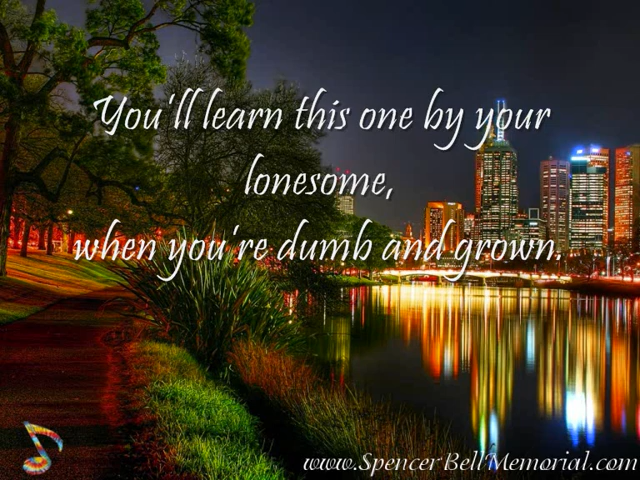 You'll learn this one by your
lonesome,
when you're dumb and grown.
www.SpencerBellMemorial.com